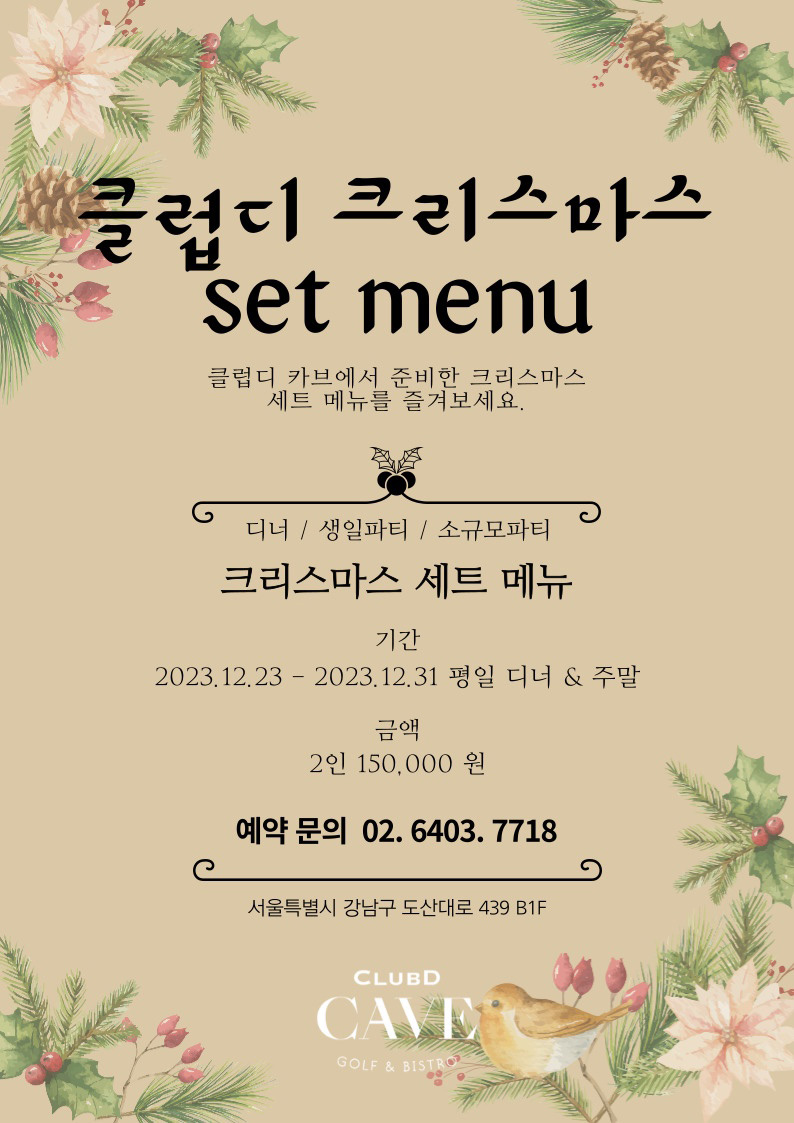 클럽디 크리스마스
set menu
클럽디 카브에서 준비한 크리스마스
세트 메뉴를 즐겨보세요.
디너 / 생일파티 / 소규모파티
크리스마스 세트 메뉴
기간
2023.12.23 - 2023.12.31 평일 디너 & 주말
금액
2인 150,000 원
예약 문의 02. 6403. 7718
서울특별시 강남구 도산대로 439 B1F
CLUBD
CAVE
GOLF & BISTRO